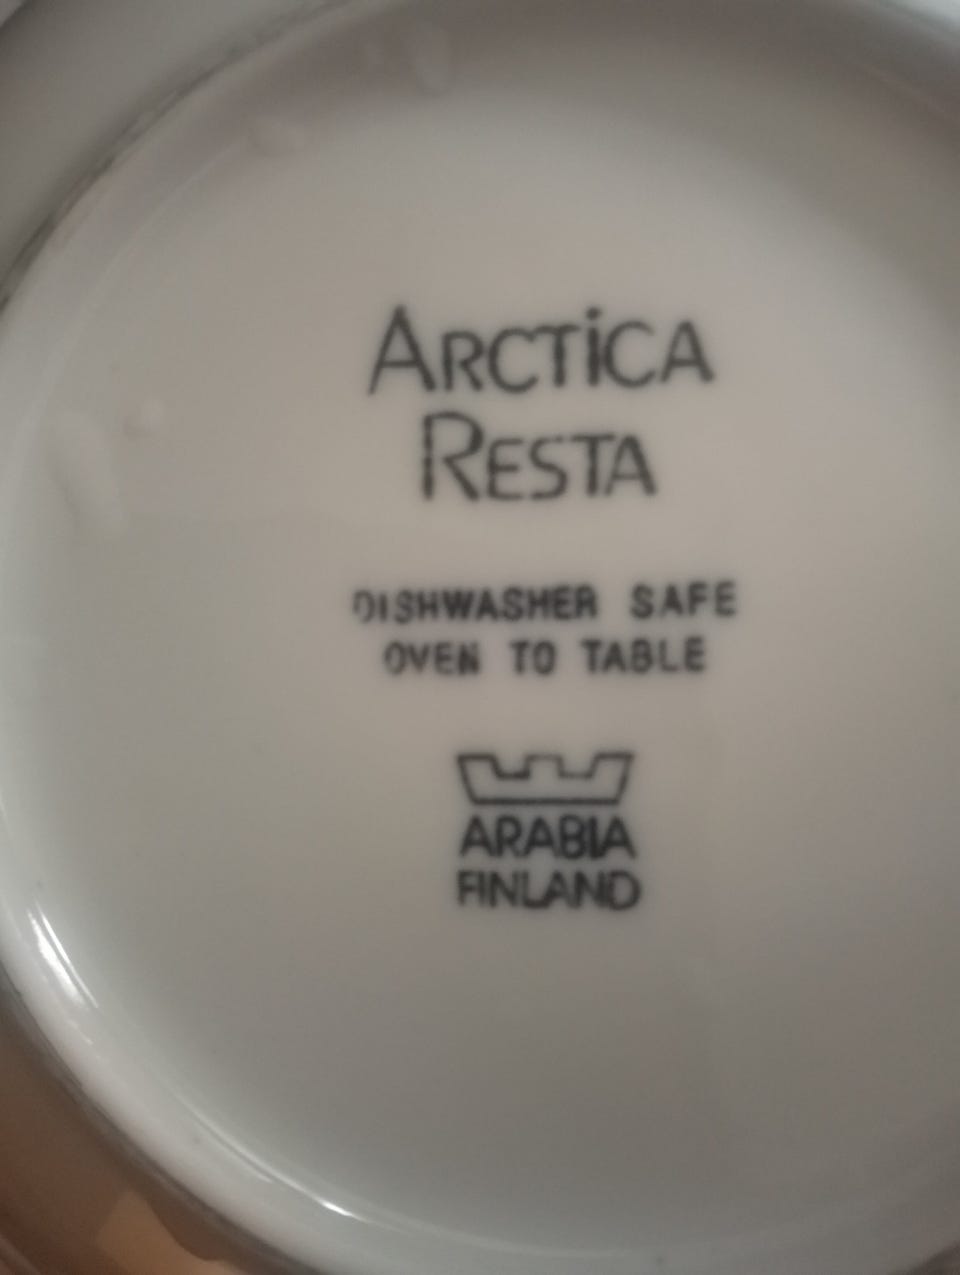 ARCTiCA
RESTA
DISHWASHER SAFE
OVEN TO TABLE
ARABIA
FINLAND